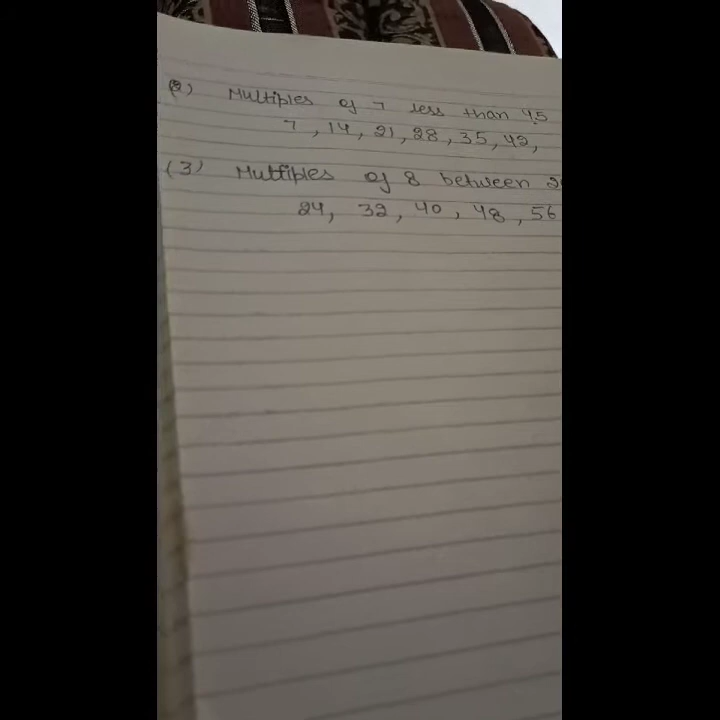 (2) Multiples of 7 less than 45
7, 14, 21, 28, 35, 42,
(3) Multiples of 8 between
24, 32, 40, 48, 56